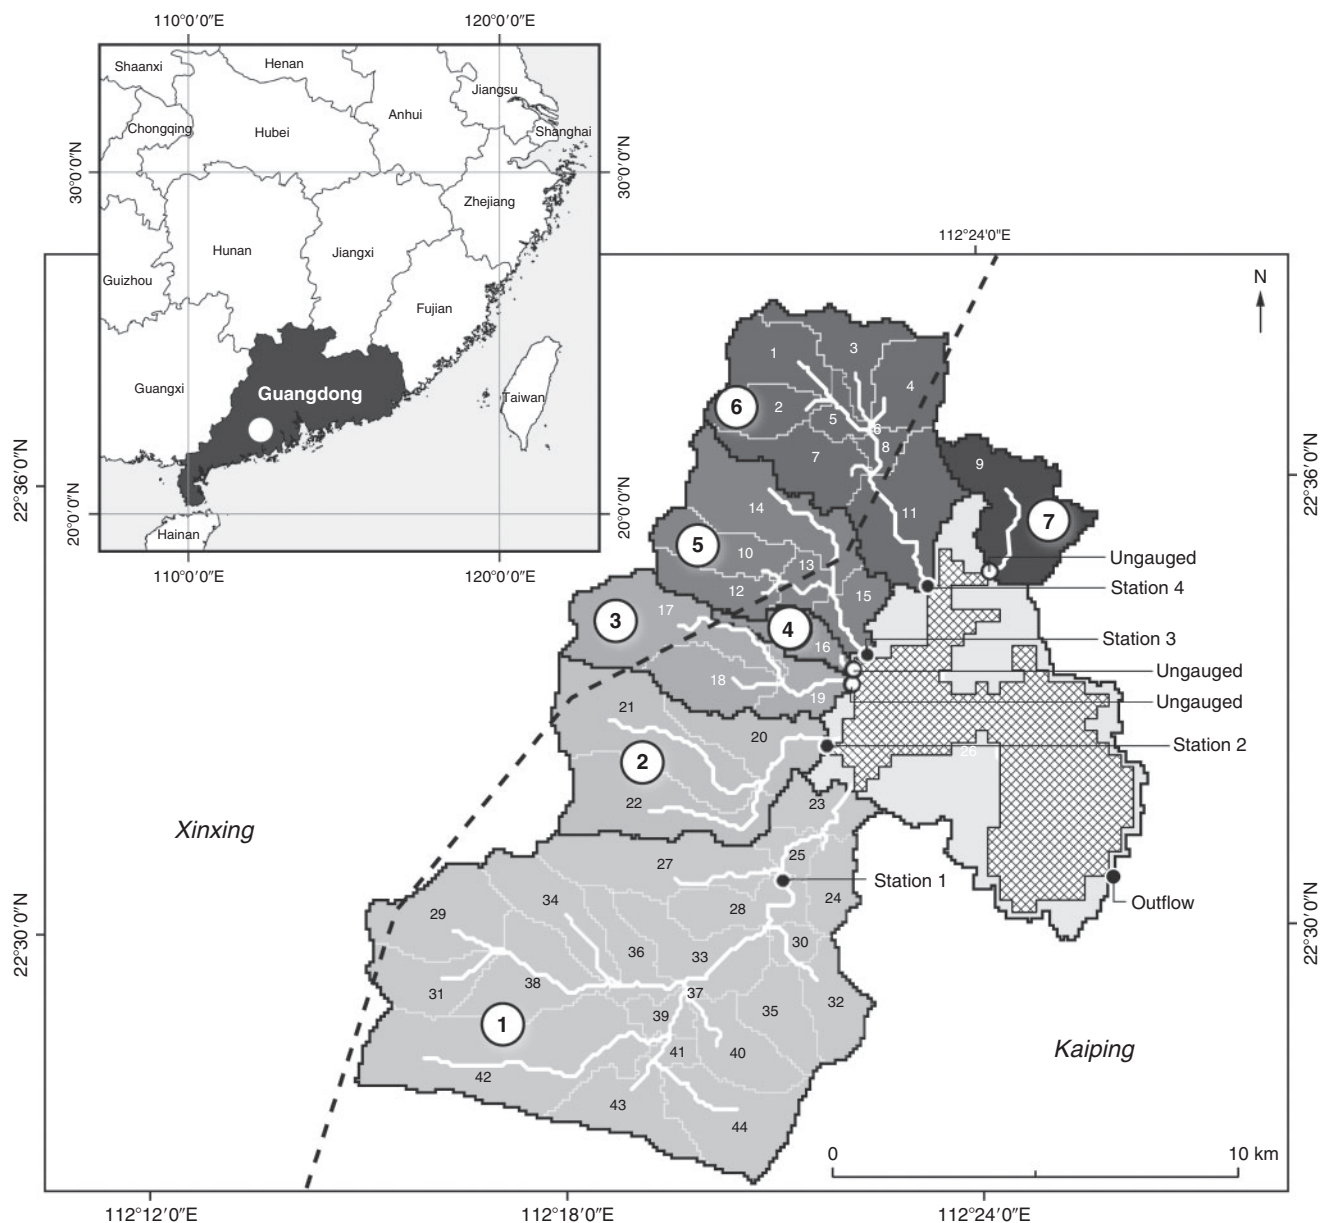 110°0′0″E 120°0′0″E
Shaanxi
Henan
Jiangsu
Anhui
Chongqing
Hubei
Shanghai
30°0′0″N
30°0′0″N
Zhejiang
Hunan
Jiangxi
Guizhou
Fujian
Guangxi
Guangdong
Taiwan
20°0′0″N
20°0′0″N
Hainan
110°0′0″E 120°0′0″E
112°24′0″E
N
1
3
4
6
2
5
6
8
7
9
22°36′0″N
22°36′0″N
14
11
7
5
10
13
Ungauged
12
15
Station 4
17
3
4
Station 3
16
Ungauged
18
19
Ungauged
21
20
Station 2
26
2
22
23
Xinxing
25
27
Station 1
34
28
24
Outflow
29
30
22°30′0″N
22°30′0″N
36
33
38
31
37
32
35
39
1
41
40
Kaiping
42
43
44
0 10 km
112°12′0″E 112°18′0″E 112°24′0″E